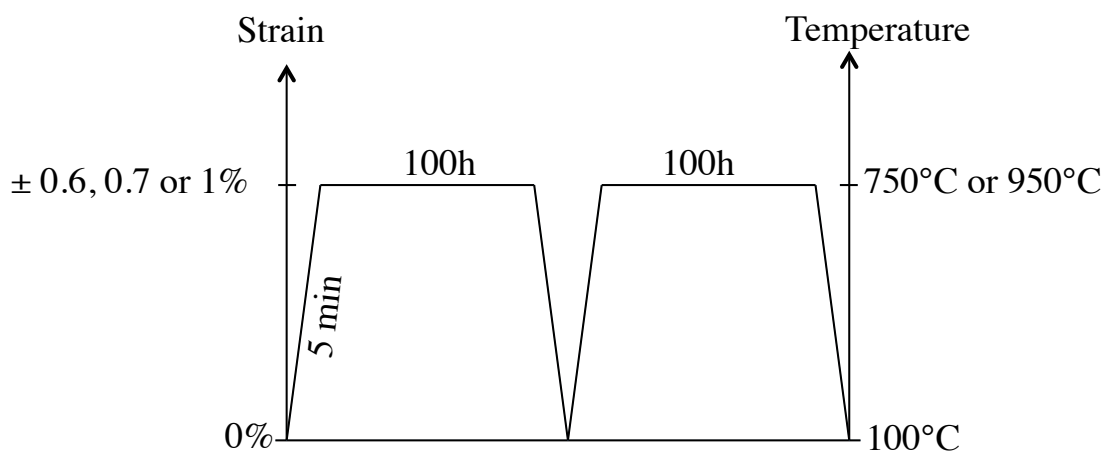 Strain
Temperature
100h
100h
± 0.6, 0.7 or 1%
750°C or 950°C
5 min
0%
100°C